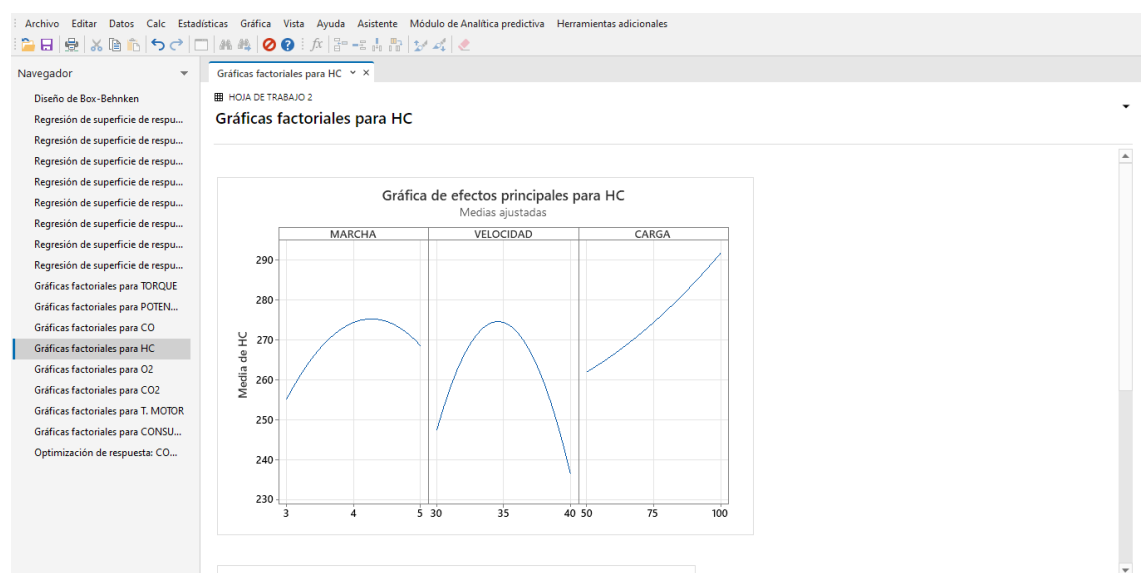 Archivo Editar Datos Calc Estadísticas Gráfica Vista Ayuda Asistente Módulo de Analítica predictiva Herramientas adicionales
Navegador
Diseño de Box-Behnken
Regresión de superficie de respu...
Regresión de superficie de respu...
Regresión de superficie de respu...
Regresión de superficie de respu...
Regresión de superficie de respu...
Regresión de superficie de respu...
Regresión de superficie de respu...
Regresión de superficie de respu...
Gráficas factoriales para TORQUE
Gráficas factoriales para POTEN...
Gráficas factoriales para CO
Gráficas factoriales para HC
Gráficas factoriales para O2
Gráficas factoriales para CO2
Gráficas factoriales para T. MOTOR
Gráficas factoriales para CONSU...
Optimización de respuesta: CO...
Gráficas factoriales para HC
HOJA DE TRABAJO 2
Gráficas factoriales para HC
Gráfica de efectos principales para HC
Medias ajustadas
MARCHA VELOCIDAD CARGA
Media de HC
290
280
270
260
250
240
230
3 4 5 30 35 40 50 75 100